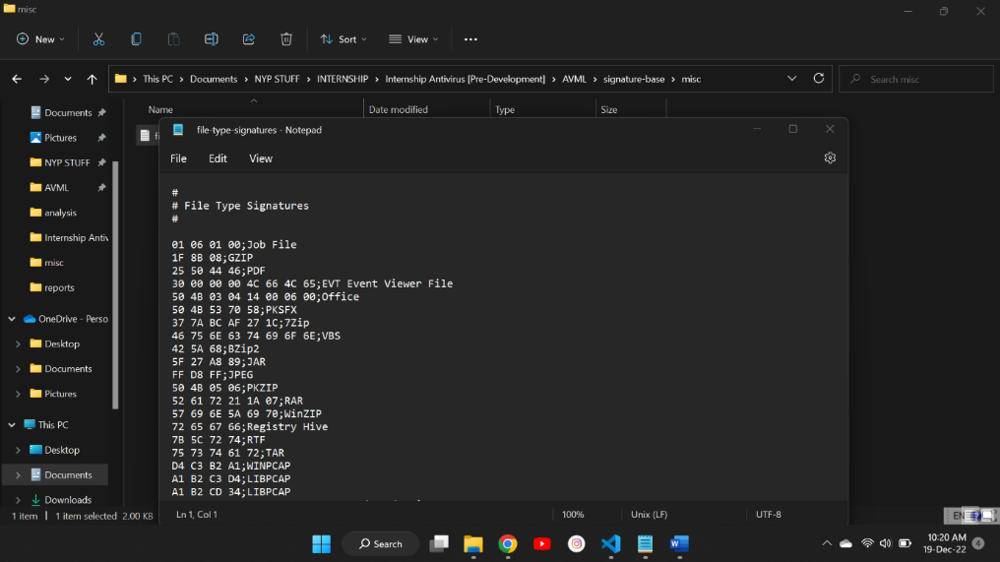 misc
New
Sort
View
This PC > Documents > NYP STUFF > INTERNSHIP > Internship Antivirus [Pre-Development] > AVML > signature-base > misc
Search misc
Name Date modified Type Size
Documents
Pictures
NYP STUFF
AVML
analysis
Internship Antiv
misc
reports
OneDrive - Perso
Desktop
Documents
Pictures
This PC
Desktop
Documents
Downloads
file-type-signatures - Notepad
File Edit View
#
# File Type Signatures
#
01 06 01 00;Job File
1F 8B 08;GZIP
25 50 44 46;PDF
30 00 00 00 4C 66 4C 65;EVT Event Viewer File
50 4B 03 04 14 00 06 00;Office
50 4B 53 70 58;PKSFX
37 7A BC AF 27 1C;7Zip
46 75 6E 63 74 69 6F 6E;VBS
42 5A 68;BZip2
5F 27 A8 89;JAR
FF D8 FF;JPEG
50 4B 05 06;PKZIP
52 61 72 21 1A 07;RAR
57 69 6E 5A 69 70;WinZIP
72 65 67 66;Registry Hive
7B 5C 72 74;RTF
75 73 74 61 72;TAR
D4 C3 B2 A1;WINPCAP
A1 B2 C3 D4;LIBPCAP
A1 B2 CD 34;LIBPCAP
Ln 1, Col 1 100% Unix (LF) UTF-8
1 item 1 item selected 2.00 KB
EN
Search
10:20 AM
19-Dec-22
4